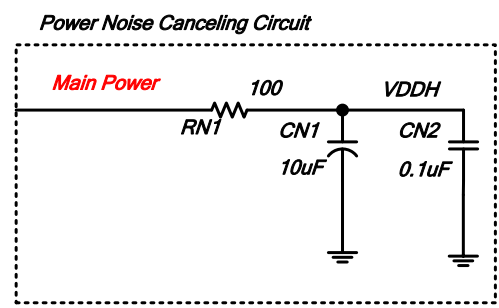 Power Noise Canceling Circuit
Main Power
100
VDDH
RN1
CN1
CN2
10uF
0.1uF